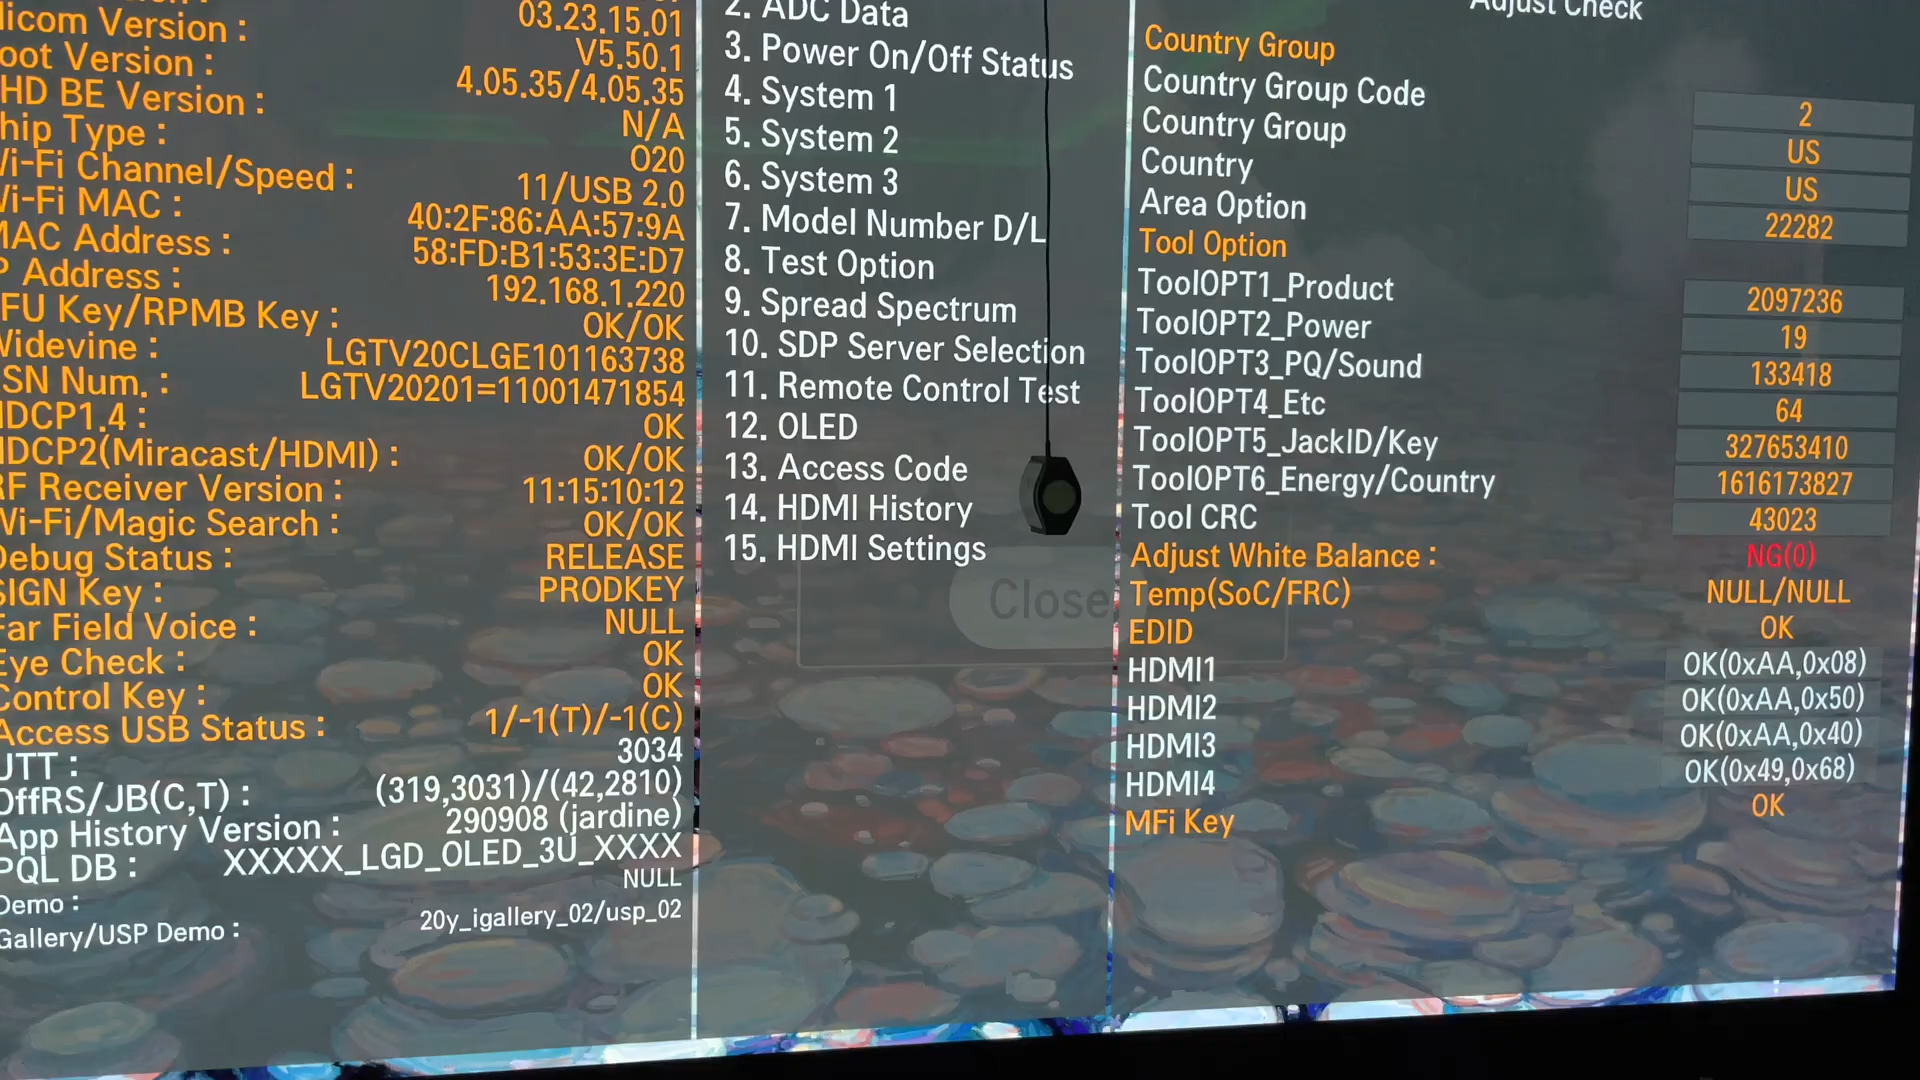 03.23.15.01
icom Version :
V5.50.1
oot Version :
4.05.35/4.05.35
HD BE Version :
N/A
hip Type :
O20
Wi-Fi Channel/Speed :
11/USB 2.0
Wi-Fi MAC :
40:2F:86:AA:57:9A
MAC Address :
58:FD:B1:53:3E:D7
P Address :
192.168.1.220
FU Key/RPMB Key :
OK/OK
Widevine :
LGTV20CLGE101163738
SN Num. :
LGTV20201=11001471854
HDCP1.4 :
OK
HDCP2(Miracast/HDMI) :
OK/OK
RF Receiver Version :
11:15:10:12
Wi-Fi/Magic Search :
OK/OK
Debug Status :
RELEASE
SIGN Key :
PRODKEY
Far Field Voice :
NULL
Eye Check :
OK
Control Key :
OK
Access USB Status :
1/-1(T)/-1(C)
UTT :
3034
OffRS/JB(C,T) :
(319,3031)/(42,2810)
App History Version :
290908 (jardine)
PQL DB :
XXXXX_LGD_OLED_3U_XXXX
Demo :
NULL
Gallery/USP Demo :
20y_igallery_02/usp_02
2. ADC Data
3. Power On/Off Status
4. System 1
5. System 2
6. System 3
7. Model Number D/L
8. Test Option
9. Spread Spectrum
10. SDP Server Selection
11. Remote Control Test
12. OLED
13. Access Code
14. HDMI History
15. HDMI Settings
Close
Adjust Check
Country Group
Country Group Code
2
Country Group
US
Country
US
Area Option
22282
Tool Option
ToolOPT1_Product
2097236
ToolOPT2_Power
19
ToolOPT3_PQ/Sound
133418
ToolOPT4_Etc
64
ToolOPT5_JackID/Key
327653410
ToolOPT6_Energy/Country
1616173827
Tool CRC
43023
Adjust White Balance :
NG(0)
Temp(SoC/FRC)
NULL/NULL
EDID
OK
HDMI1
OK(0xAA,0x08)
HDMI2
OK(0xAA,0x50)
HDMI3
OK(0xAA,0x40)
HDMI4
OK(0x49,0x68)
MFi Key
OK